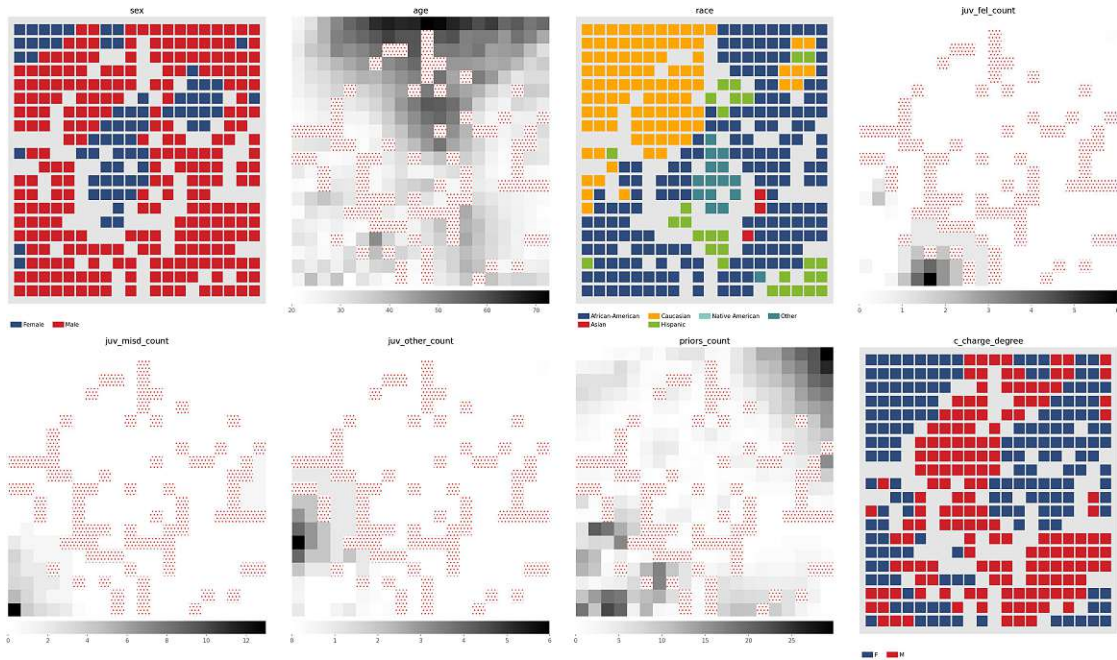 sex
age
race
juv_fel_count
20 30 40 50 60 70
0 1 2 3 4 5
Female Male
African-American Caucasian Native-American Other
Asian Hispanic
juv_misd_count
juv_other_count
priors_count
c_charge_degree
0 2 4 6 8 10 12
0 1 2 3 4 5 6
0 5 10 15 20 25
F M